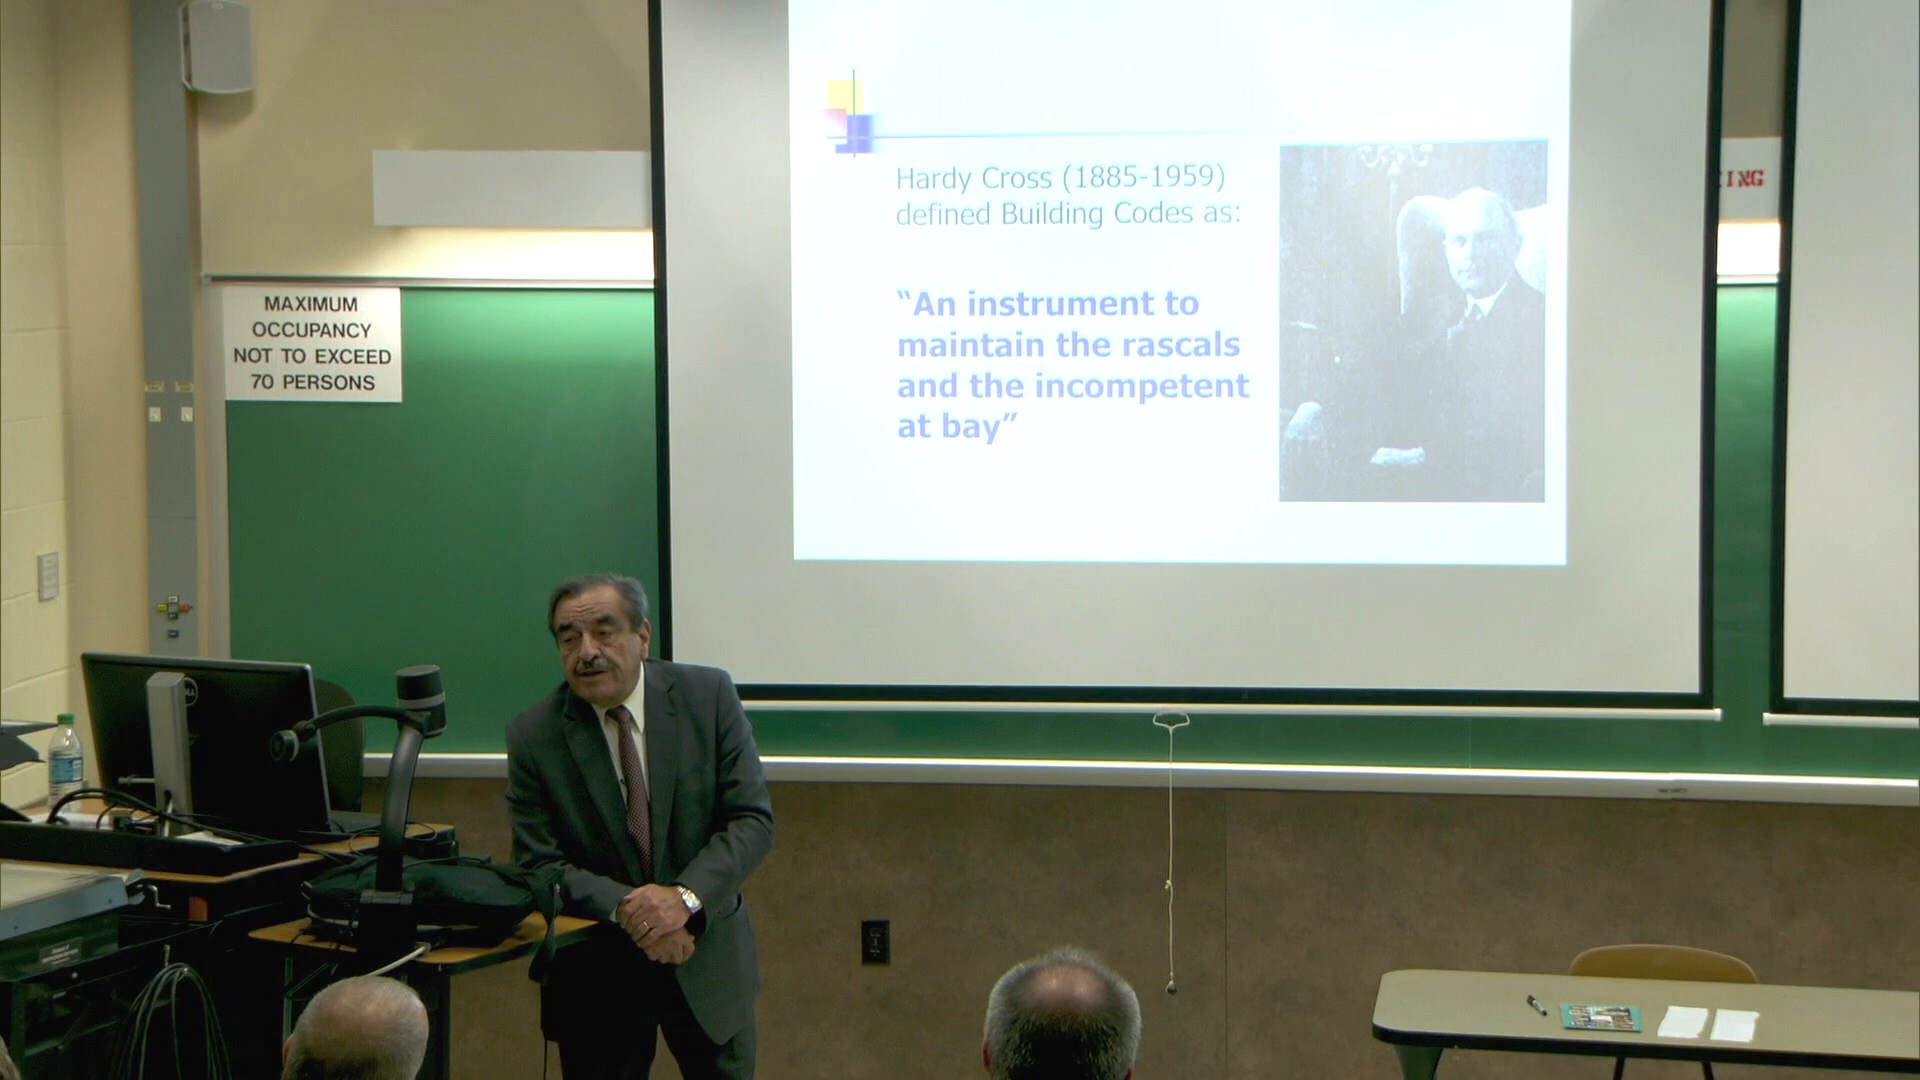 MAXIMUM
OCCUPANCY
NOT TO EXCEED
70 PERSONS
Hardy Cross (1885-1959)
defined Building Codes as:
“An instrument to
maintain the rascals
and the incompetent
at bay”
DELL